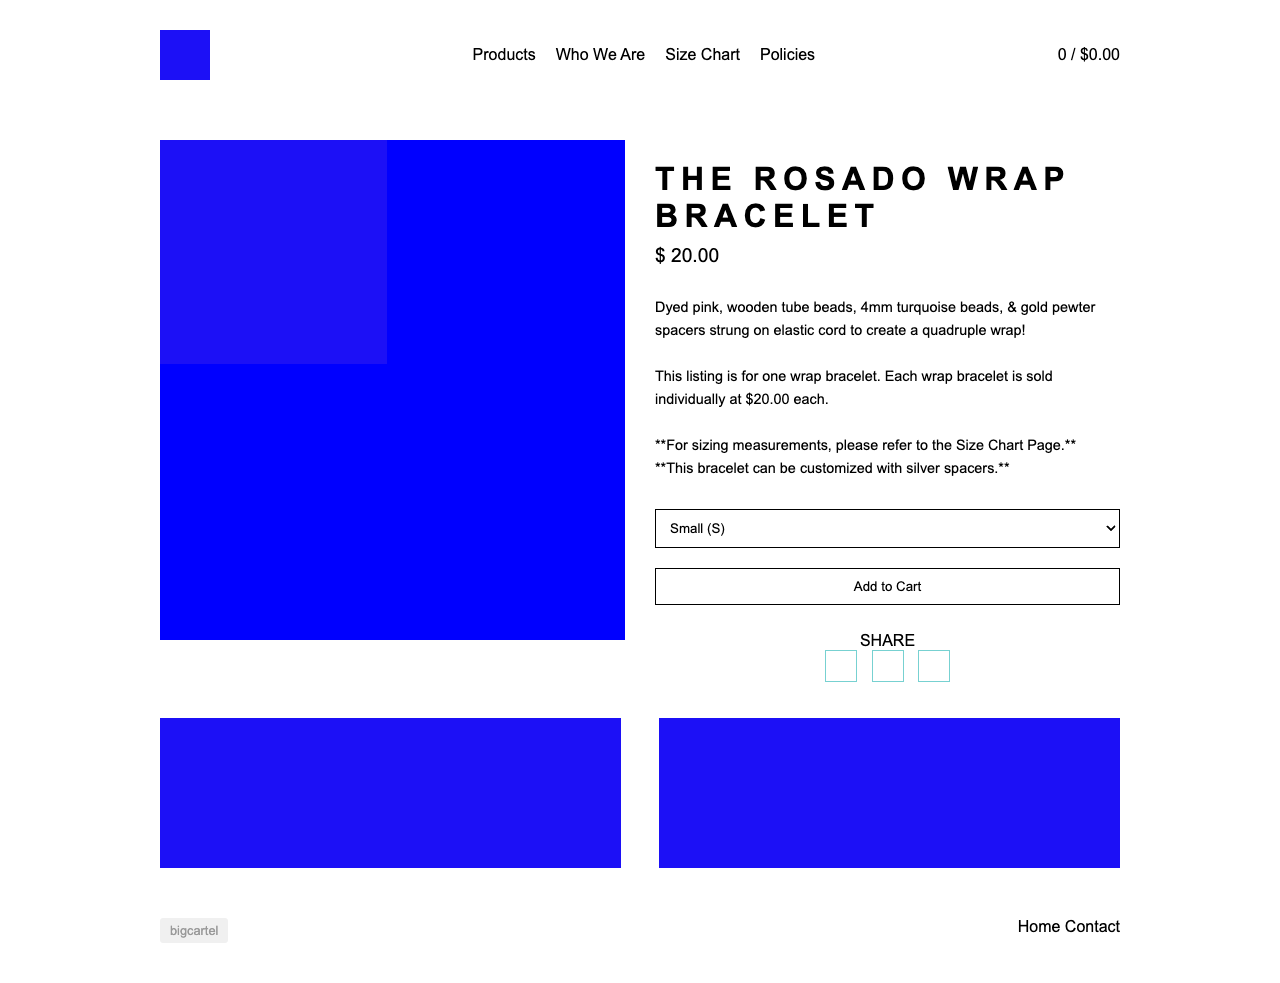 Products Who We Are Size Chart Policies
0 / $0.00
THE ROSADO WRAP
BRACELET
$ 20.00
Dyed pink, wooden tube beads, 4mm turquoise beads, & gold pewter
spacers strung on elastic cord to create a quadruple wrap!
This listing is for one wrap bracelet. Each wrap bracelet is sold
individually at $20.00 each.
**For sizing measurements, please refer to the Size Chart Page.**
**This bracelet can be customized with silver spacers.**
Small (S)
Add to Cart
SHARE
bigcartel
Home Contact